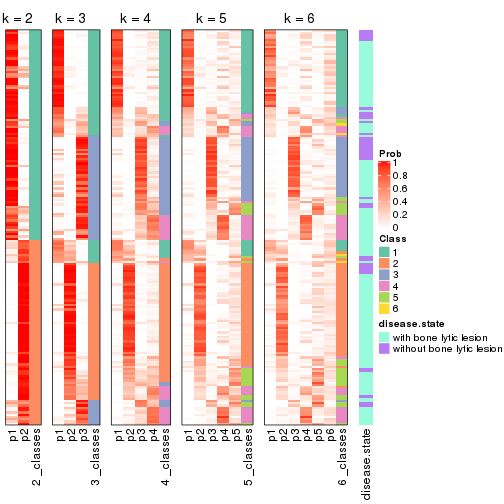 k = 2 k = 3 k = 4 k = 5 k = 6
Prob
1
0.8
0.6
0.4
0.2
0
Class
1
2
3
4
5
6
disease.state
with bone lytic lesion
without bone lytic lesion
p1 p2 2_classes
p1 p2 p3 3_classes
p1 p2 p3 p4 4_classes
p1 p2 p3 p4 p5 5_classes
p1 p2 p3 p4 p5 p6 6_classes
disease.state